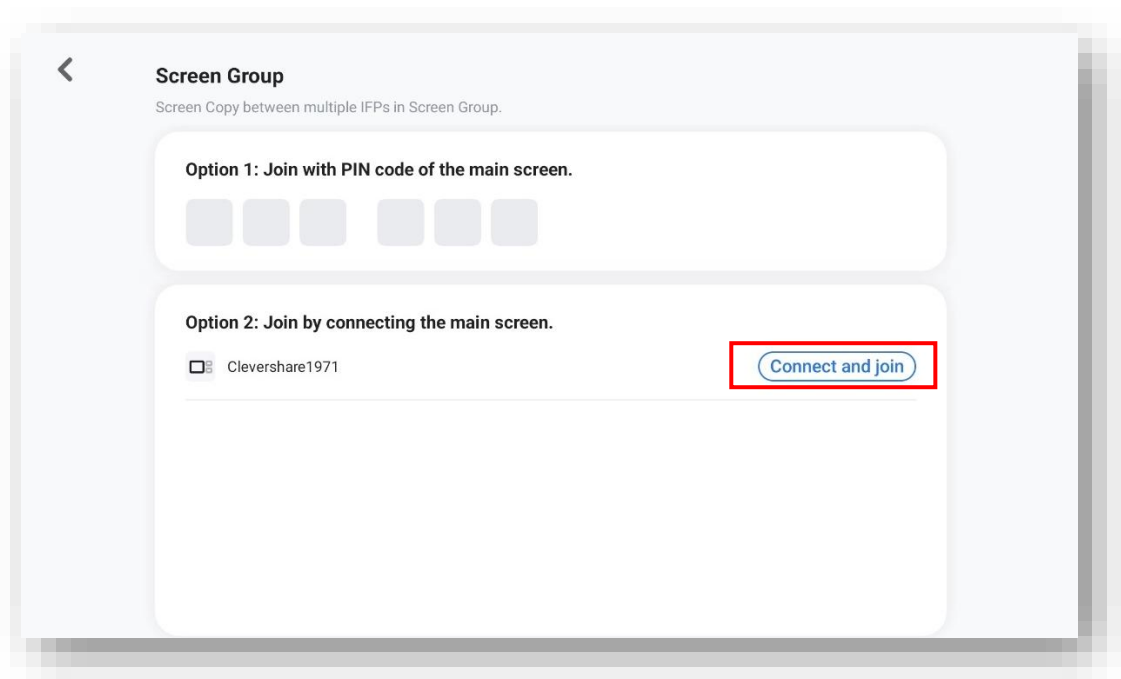 Screen Group
Screen Copy between multiple IFPs in Screen Group.
Option 1: Join with PIN code of the main screen.
Option 2: Join by connecting the main screen.
Clevershare1971
Connect and join